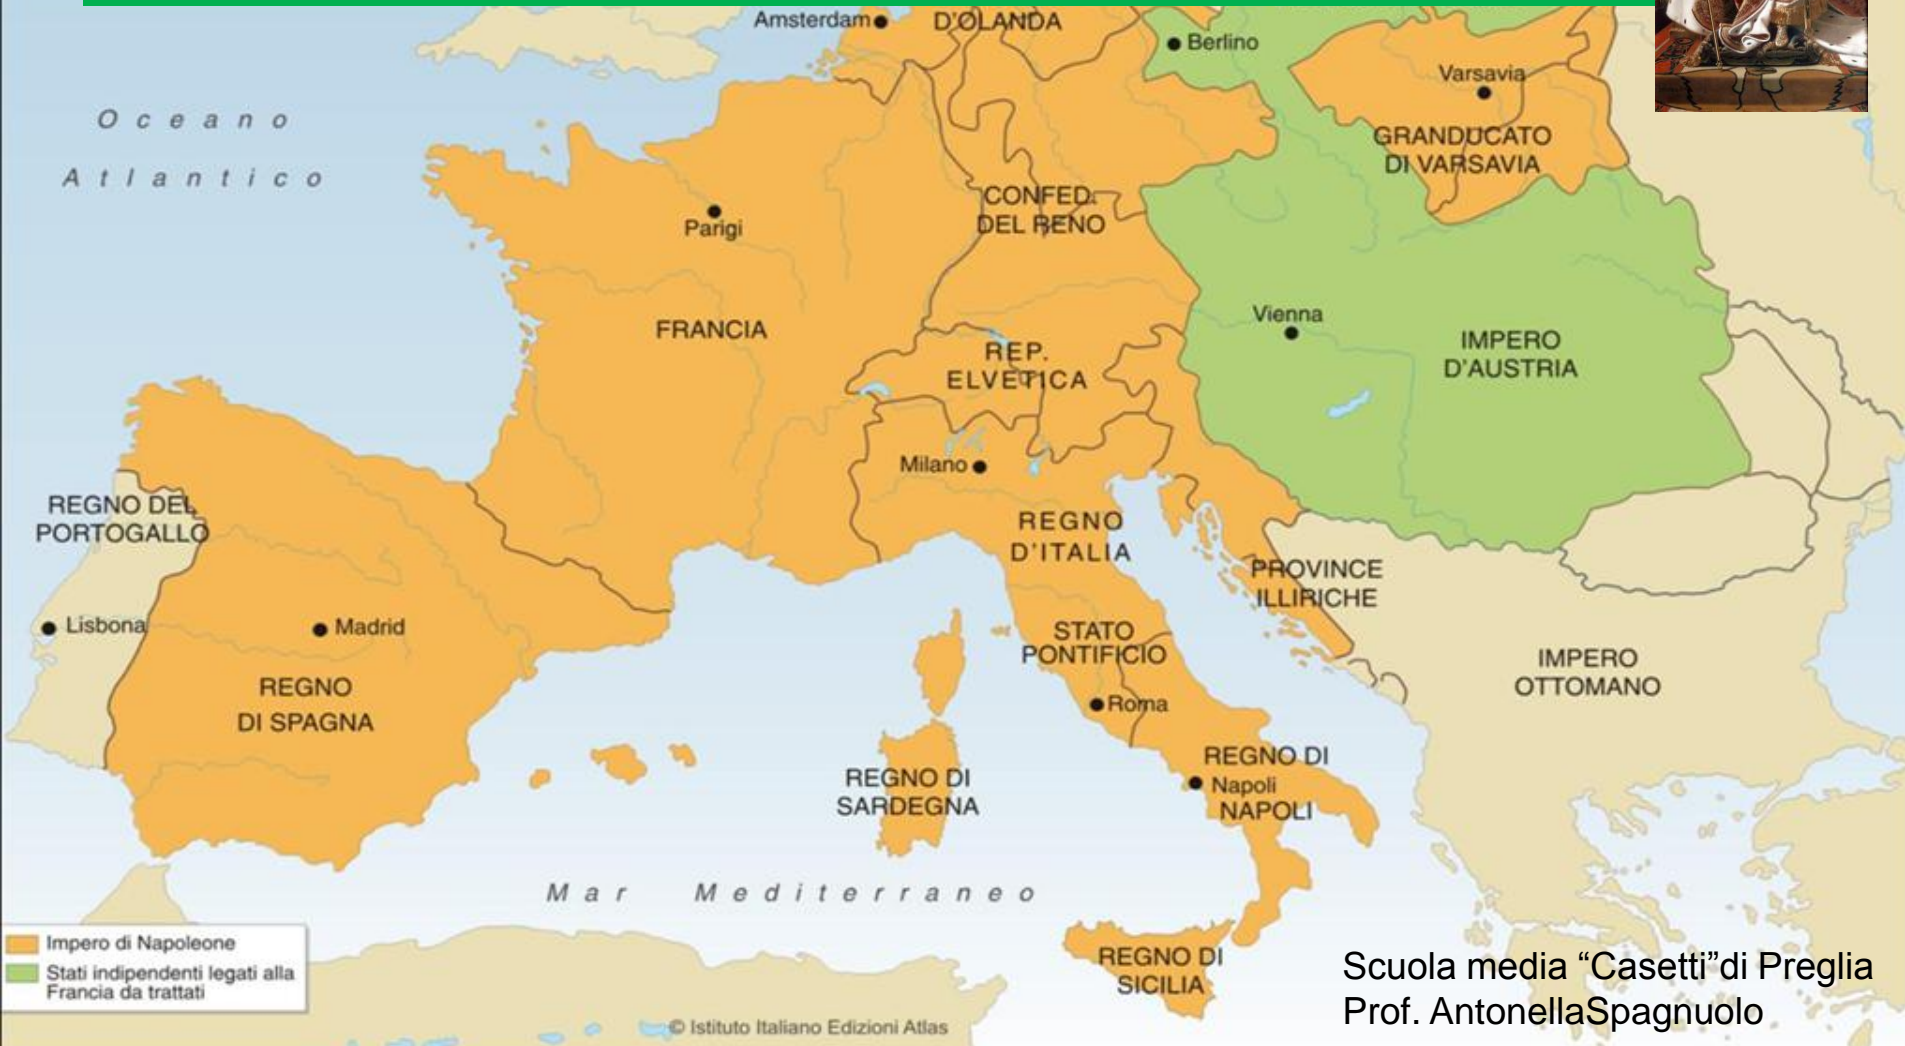 Amsterdam
D'OLANDA
Berlino
Varsavia
GRANDUCATO
DI VARSAVIA
Oceano
Atlantico
CONFED.
DEL RENO
Parigi
FRANCIA
Vienna
IMPERO
D'AUSTRIA
REP.
ELVETICA
Milano
REGNO DEL
PORTOGALLO
REGNO
D'ITALIA
PROVINCE
ILLIRICHE
Lisbona
Madrid
STATO
PONTIFICIO
IMPERO
OTTOMANO
REGNO
DI SPAGNA
Roma
REGNO DI
Napoli
NAPOLI
REGNO DI
SARDEGNA
Mar Mediterraneo
REGNO DI
SICILIA
Impero di Napoleone
Stati indipendenti legati alla
Francia da trattati
© Istituto Italiano Edizioni Atlas
Scuola media “Casetti”di Preglia
Prof. AntonellaSpagnuolo